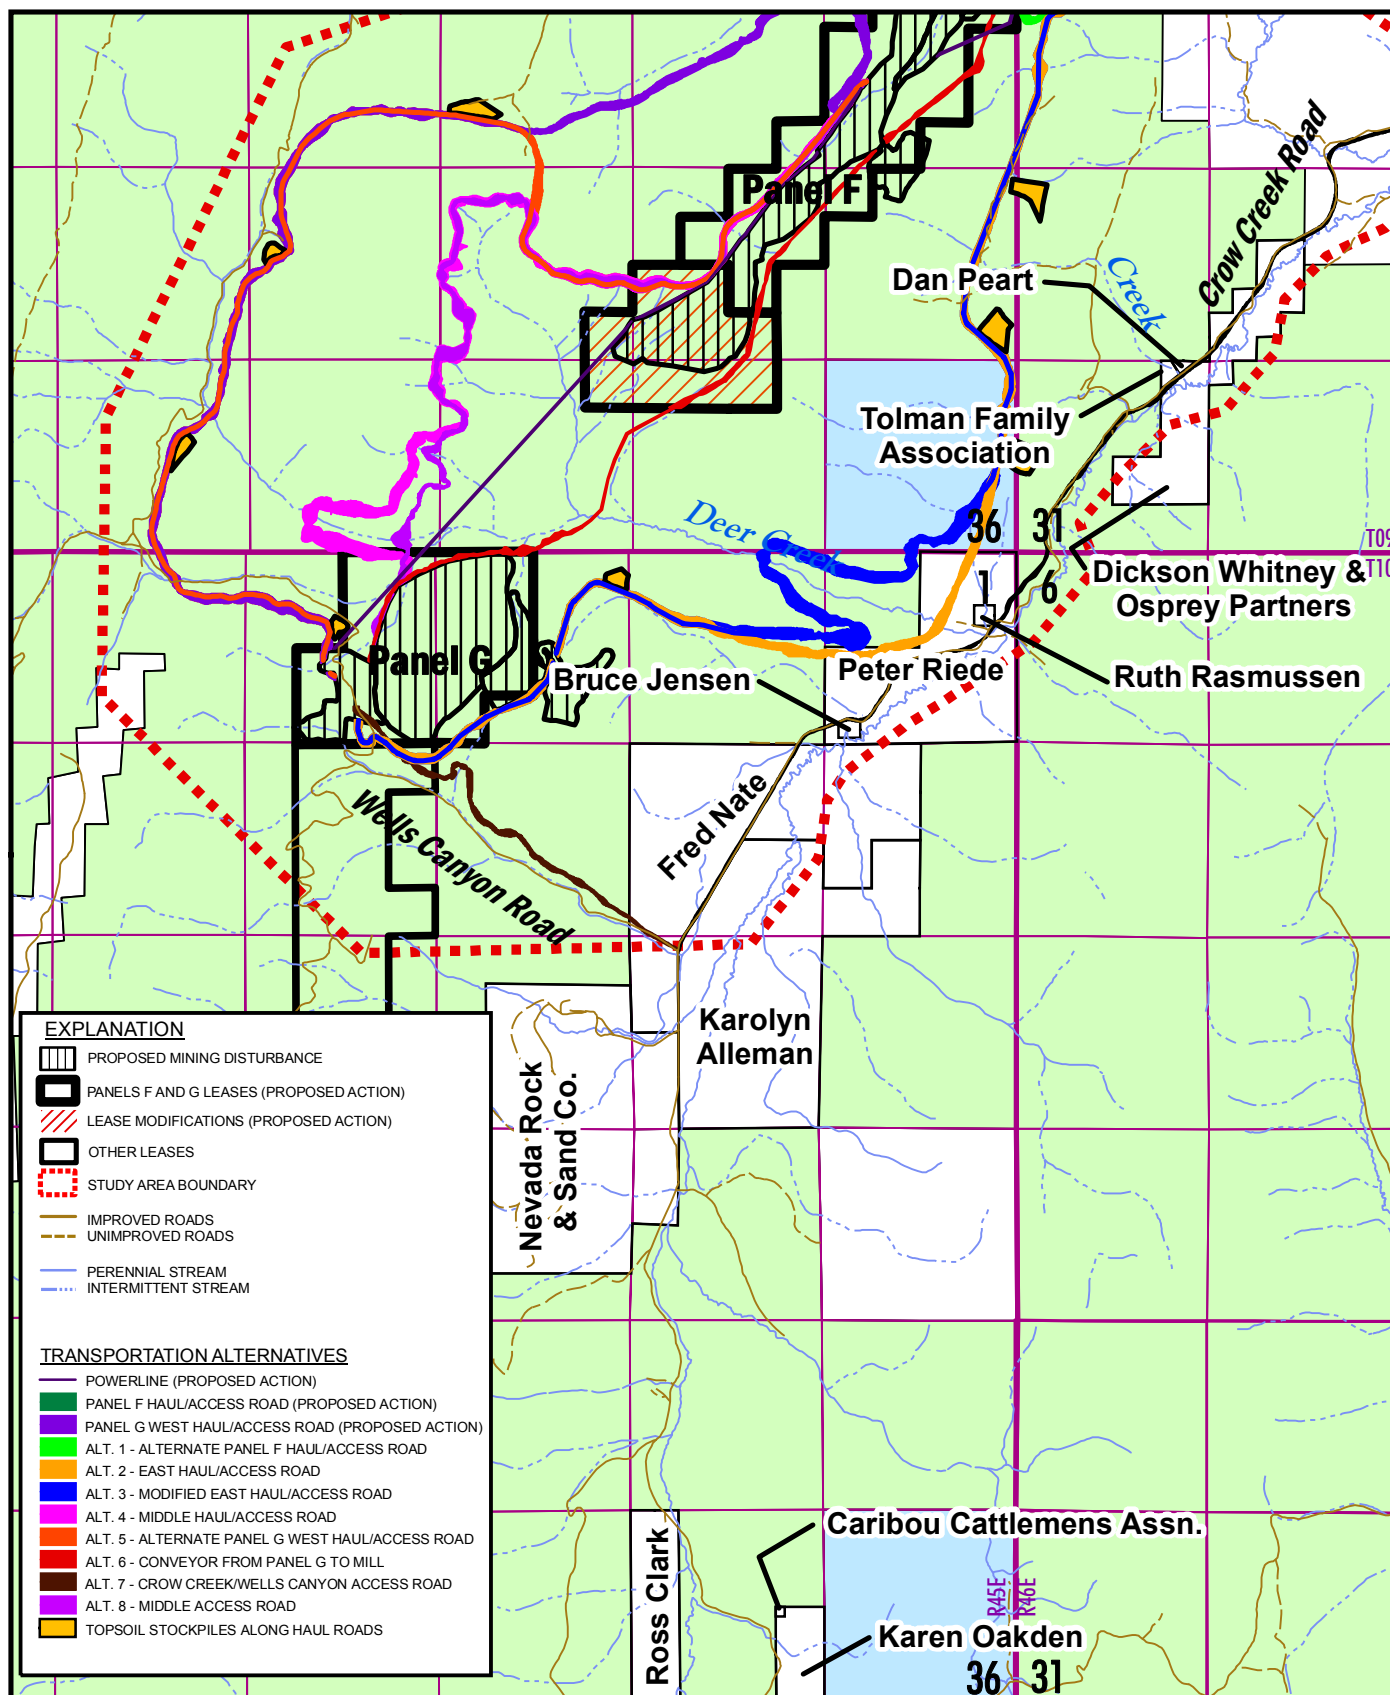 Panel F
Crow Creek Road
Dan Peart
Creek
Tolman Family
Association
Deer Creek
36
31
T09
T10
1
6
Dickson Whitney &
Osprey Partners
Panel G
Bruce Jensen
Peter Riede
Ruth Rasmussen
Fred Nate
Wells Canyon Road
Karolyn
Alleman
Nevada Rock
& Sand Co.
EXPLANATION
PROPOSED MINING DISTURBANCE
PANELS F AND G LEASES (PROPOSED ACTION)
LEASE MODIFICATIONS (PROPOSED ACTION)
OTHER LEASES
STUDY AREA BOUNDARY
IMPROVED ROADS
UNIMPROVED ROADS
PERENNIAL STREAM
INTERMITTENT STREAM
TRANSPORTATION ALTERNATIVES
POWERLINE (PROPOSED ACTION)
PANEL F HAUL/ACCESS ROAD (PROPOSED ACTION)
PANEL G WEST HAUL/ACCESS ROAD (PROPOSED ACTION)
ALT. 1 - ALTERNATE PANEL F HAUL/ACCESS ROAD
ALT. 2 - EAST HAUL/ACCESS ROAD
ALT. 3 - MODIFIED EAST HAUL/ACCESS ROAD
ALT. 4 - MIDDLE HAUL/ACCESS ROAD
ALT. 5 - ALTERNATE PANEL G WEST HAUL/ACCESS ROAD
ALT. 6 - CONVEYOR FROM PANEL G TO MILL
ALT. 7 - CROW CREEK/WELLS CANYON ACCESS ROAD
ALT. 8 - MIDDLE ACCESS ROAD
TOPSOIL STOCKPILES ALONG HAUL ROADS
Caribou Cattlemens Assn.
Ross Clark
R45E
R46E
Karen Oakden
36
31